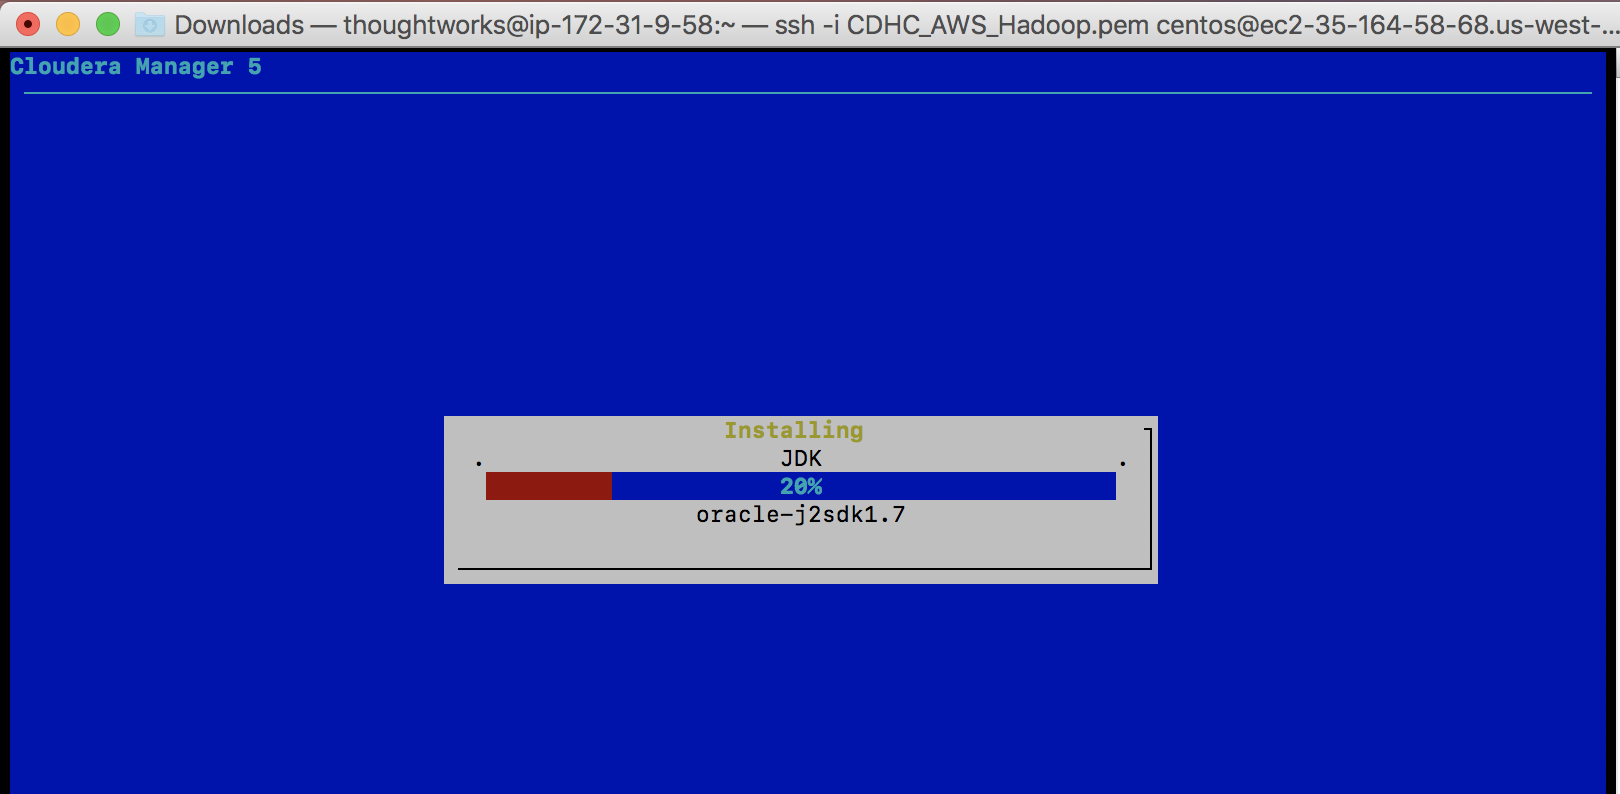 Downloads — thoughtworks@ip-172-31-9-58:~ — ssh -i CDHC_AWS_Hadoop.pem centos@ec2-35-164-58-68.us-west-...
Cloudera Manager 5
Installing
JDK
20%
oracle-j2sdk1.7